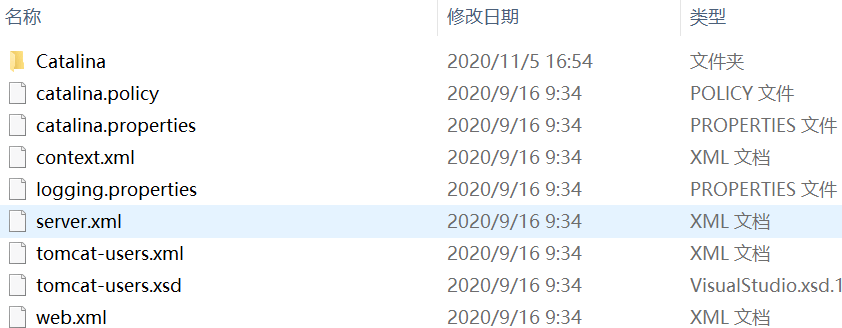 名称 修改日期 类型
Catalina 2020/11/5 16:54 文件夹
catalina.policy 2020/9/16 9:34 POLICY 文件
catalina.properties 2020/9/16 9:34 PROPERTIES 文件
context.xml 2020/9/16 9:34 XML 文档
logging.properties 2020/9/16 9:34 PROPERTIES 文件
server.xml 2020/9/16 9:34 XML 文档
tomcat-users.xml 2020/9/16 9:34 XML 文档
tomcat-users.xsd 2020/9/16 9:34 VisualStudio.xsd.1
web.xml 2020/9/16 9:34 XML 文档